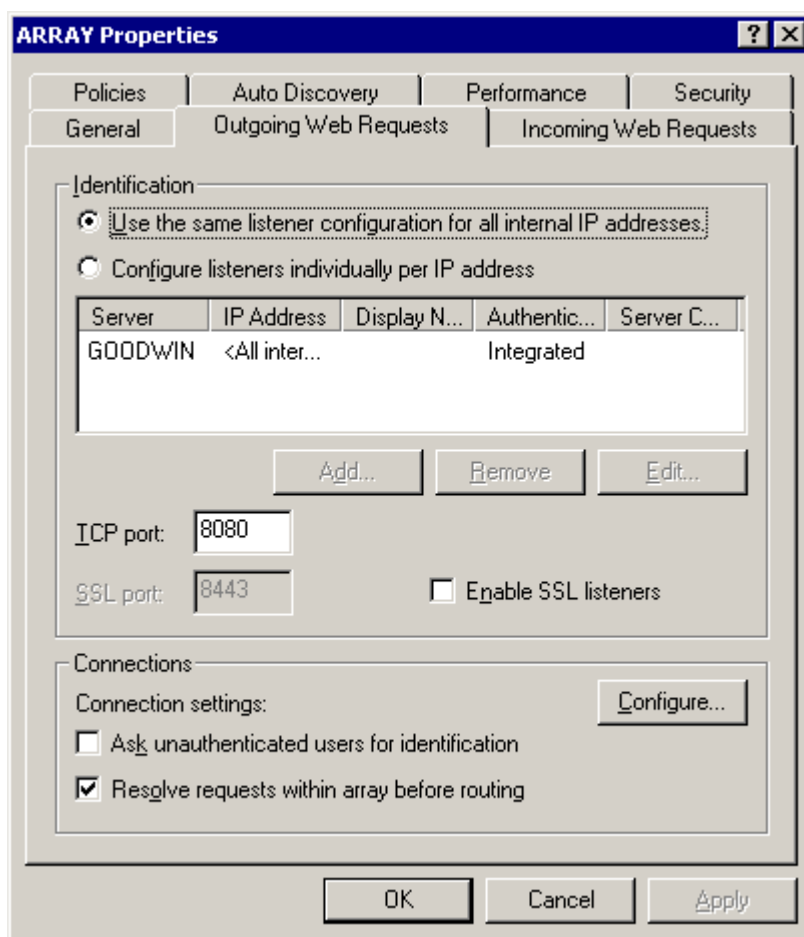 ARRAY Properties
Policies Auto Discovery Performance Security
General Outgoing Web Requests Incoming Web Requests
Identification
Use the same listener configuration for all internal IP addresses.
Configure listeners individually per IP address
Server IP Address Display N... Authentic... Server C...
GOODWIN <All inter... Integrated
Add... Remove Edit...
TCP port: 8080
SSL port: 8443 Enable SSL listeners
Connections
Connection settings: Configure...
Ask unauthenticated users for identification
Resolve requests within array before routing
OK Cancel Apply